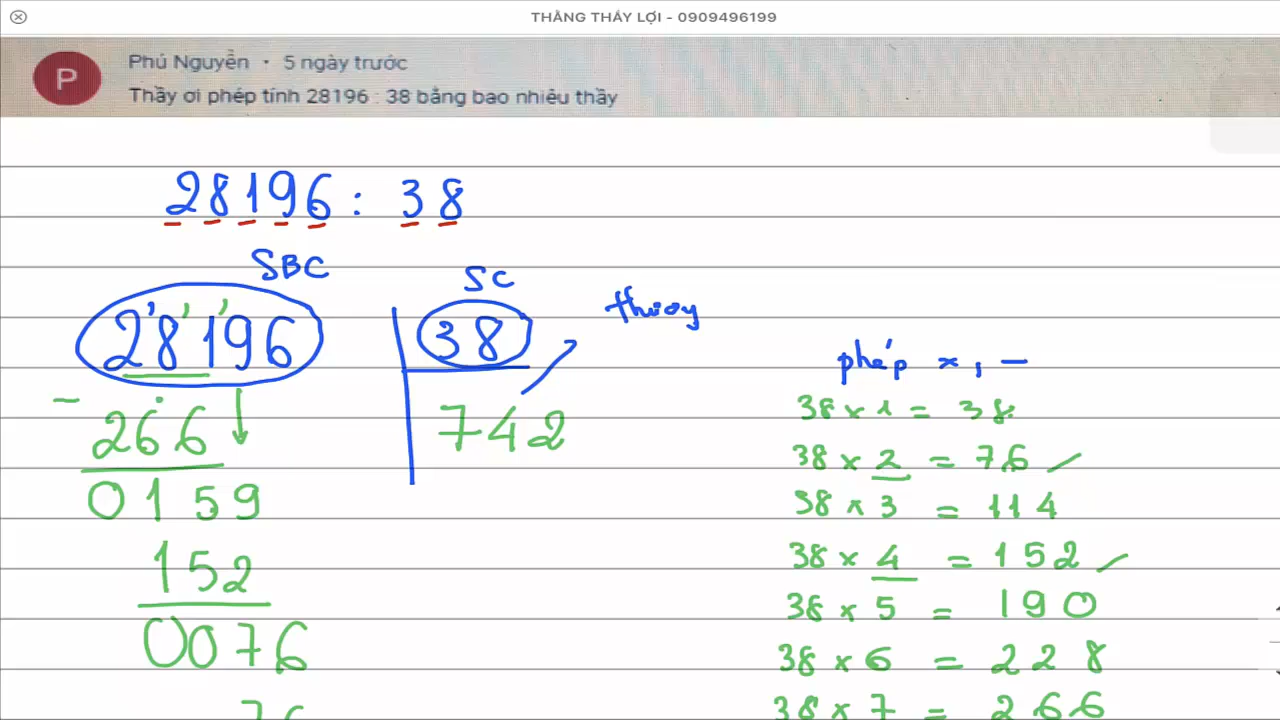 THẮNG THẦY LỢI - 0909496199
P
Phú Nguyễn · 5 ngày trước
Thầy ơi phép tính 28196 : 38 bằng bao nhiêu thầy
28196 : 38
SBC
SC
28196
38
thương
- 266
742
0159
152
0076
76
phép x, -
38 x 1 = 38
38 x 2 = 76
38 x 3 = 114
38 x 4 = 152
38 x 5 = 190
38 x 6 = 228
38 x 7 = 266